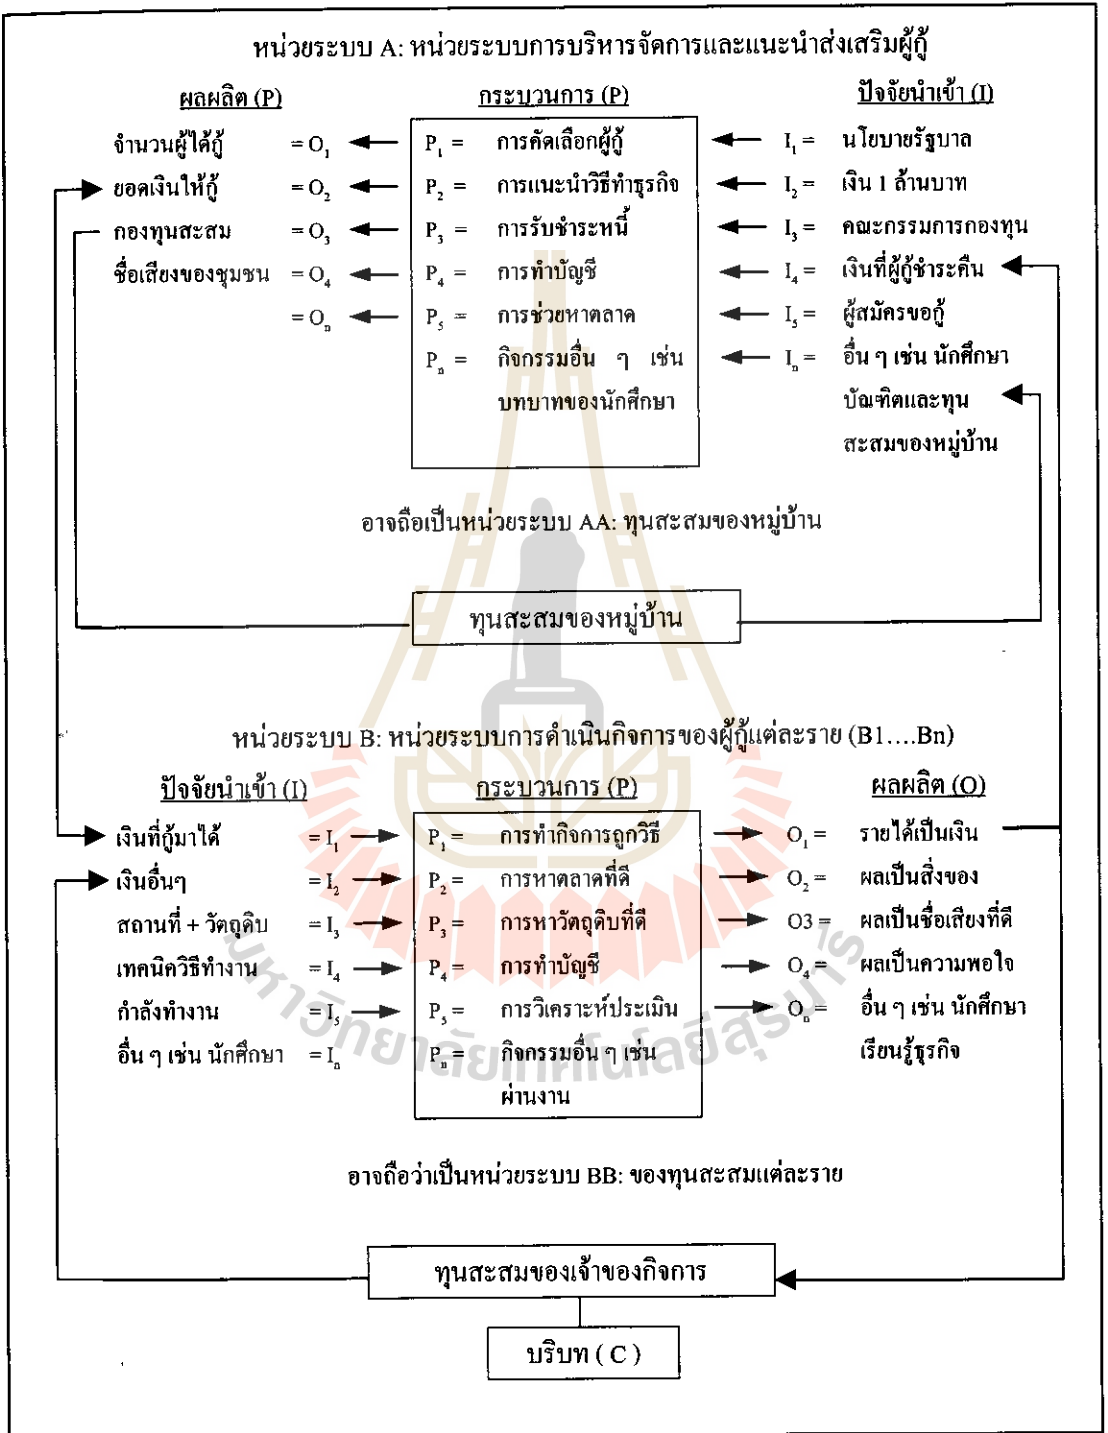 หน่วยระบบ A: หน่วยระบบการบริหารจัดการและแนะนำส่งเสริมผู้กู้
ผลผลิต (P) กระบวนการ (P) ปัจจัยนำเข้า (I)
จำนวนผู้ได้กู้ = O₁ P₁ = การคัดเลือกผู้กู้ I₁ = นโยบายรัฐบาล
ยอดเงินให้กู้ = O₂ P₂ = การแนะนำวิธีทำธุรกิจ I₂ = เงิน 1 ล้านบาท
กองทุนสะสม = O₃ P₃ = การรับชำระหนี้ I₃ = คณะกรรมการกองทุน
ชื่อเสียงของชุมชน = O₄ P₄ = การทำบัญชี I₄ = เงินที่ผู้กู้ชำระคืน
= Oₙ P₅ = การช่วยหาตลาด I₅ = ผู้สมัครขอกู้
Pₙ = กิจกรรมอื่น ๆ เช่น Iₙ = อื่น ๆ เช่น นักศึกษา
บทบาทของนักศึกษา บัณฑิตและทุน
สะสมของหมู่บ้าน
อาจถือเป็นหน่วยระบบ AA: ทุนสะสมของหมู่บ้าน
ทุนสะสมของหมู่บ้าน
หน่วยระบบ B: หน่วยระบบการดำเนินกิจการของผู้กู้แต่ละราย (B1....Bn)
ปัจจัยนำเข้า (I) กระบวนการ (P) ผลผลิต (O)
เงินที่กู้มาได้ = I₁ P₁ = การทำกิจการถูกวิธี O₁ = รายได้เป็นเงิน
เงินอื่นๆ = I₂ P₂ = การหาตลาดที่ดี O₂ = ผลเป็นสิ่งของ
สถานที่ + วัตถุดิบ = I₃ P₃ = การหาวัตถุดิบที่ดี O3 = ผลเป็นชื่อเสียงที่ดี
เทคนิควิธีทำงาน = I₄ P₄ = การทำบัญชี O₄ = ผลเป็นความพอใจ
กำลังทำงาน = I₅ P₅ = การวิเคราะห์ประเมิน Oₙ = อื่น ๆ เช่น นักศึกษา
อื่น ๆ เช่น นักศึกษา = Iₙ Pₙ = กิจกรรมอื่น ๆ เช่น เรียนรู้ธุรกิจ
ผ่านงาน
มหาวิทยาลัยเทคโนโลยีสุรนารี
อาจถือว่าเป็นหน่วยระบบ BB: ของทุนสะสมแต่ละราย
ทุนสะสมของเจ้าของกิจการ
บริบท ( C )